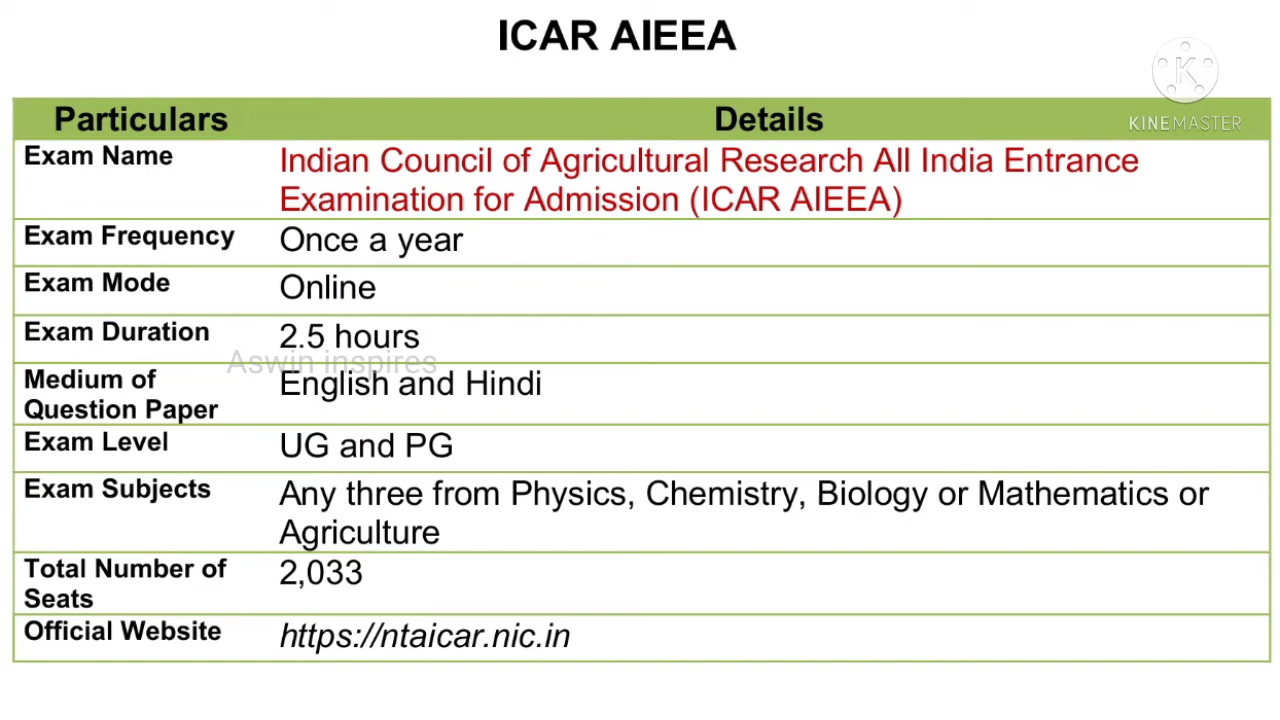 ICAR AIEEA
K
KINEMASTER
Particulars Details
Exam Name Indian Council of Agricultural Research All India Entrance
Examination for Admission (ICAR AIEEA)
Exam Frequency Once a year
Exam Mode Online
Exam Duration 2.5 hours
Aswin inspires
Medium of English and Hindi
Question Paper
Exam Level UG and PG
Exam Subjects Any three from Physics, Chemistry, Biology or Mathematics or
Agriculture
Total Number of 2,033
Seats
Official Website https://ntaicar.nic.in